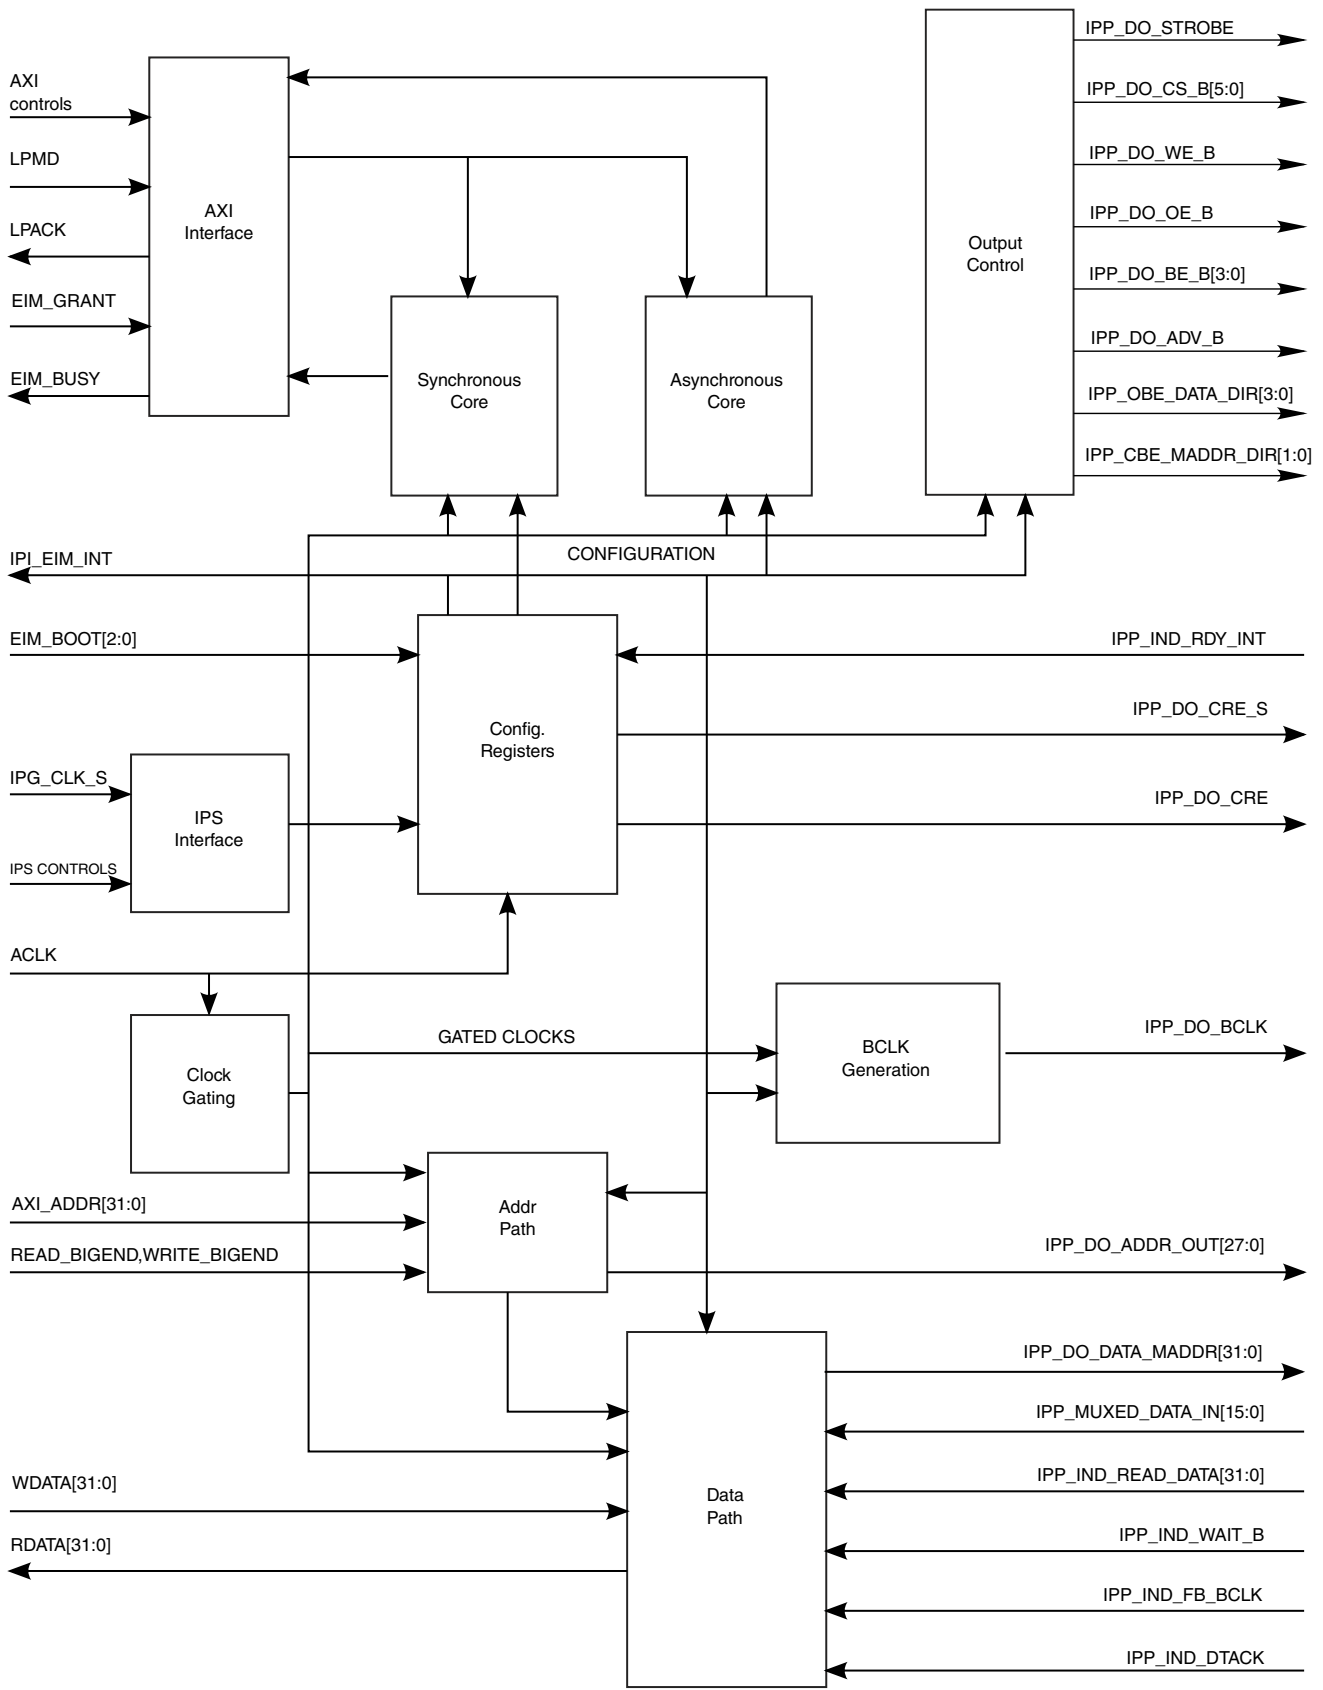 IPP_DO_STROBE
AXI
controls
IPP_DO_CS_B[5:0]
LPMD
IPP_DO_WE_B
LPACK
AXI
Interface
IPP_DO_OE_B
Output
Control
EIM_GRANT
IPP_DO_BE_B[3:0]
IPP_DO_ADV_B
EIM_BUSY
Synchronous
Core
Asynchronous
Core
IPP_OBE_DATA_DIR[3:0]
IPP_CBE_MADDR_DIR[1:0]
IPI_EIM_INT
CONFIGURATION
EIM_BOOT[2:0]
IPP_IND_RDY_INT
IPP_DO_CRE_S
Config.
Registers
IPG_CLK_S
IPP_DO_CRE
IPS
Interface
IPS CONTROLS
ACLK
GATED CLOCKS
IPP_DO_BCLK
BCLK
Generation
Clock
Gating
AXI_ADDR[31:0]
Addr
Path
READ_BIGEND,WRITE_BIGEND
IPP_DO_ADDR_OUT[27:0]
IPP_DO_DATA_MADDR[31:0]
IPP_MUXED_DATA_IN[15:0]
WDATA[31:0]
IPP_IND_READ_DATA[31:0]
Data
Path
RDATA[31:0]
IPP_IND_WAIT_B
IPP_IND_FB_BCLK
IPP_IND_DTACK